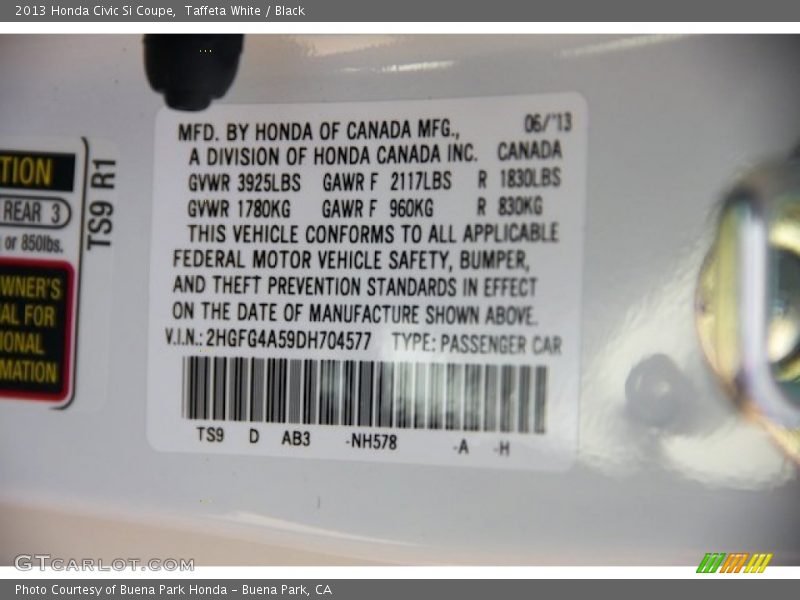 2013 Honda Civic Si Coupe, Taffeta White / Black
TION
REAR 3
or 850lbs.
WNER'S
AL FOR
IONAL
MATION
TS9 R1
MFD. BY HONDA OF CANADA MFG., 06/'13
A DIVISION OF HONDA CANADA INC. CANADA
GVWR 3925LBS GAWR F 2117LBS R 1830LBS
GVWR 1780KG GAWR F 960KG R 830KG
THIS VEHICLE CONFORMS TO ALL APPLICABLE
FEDERAL MOTOR VEHICLE SAFETY, BUMPER,
AND THEFT PREVENTION STANDARDS IN EFFECT
ON THE DATE OF MANUFACTURE SHOWN ABOVE.
V.I.N.: 2HGFG4A59DH704577 TYPE: PASSENGER CAR
TS9 D AB3 -NH578 -A -H
GTCARLOT.COM
Photo Courtesy of Buena Park Honda – Buena Park, CA